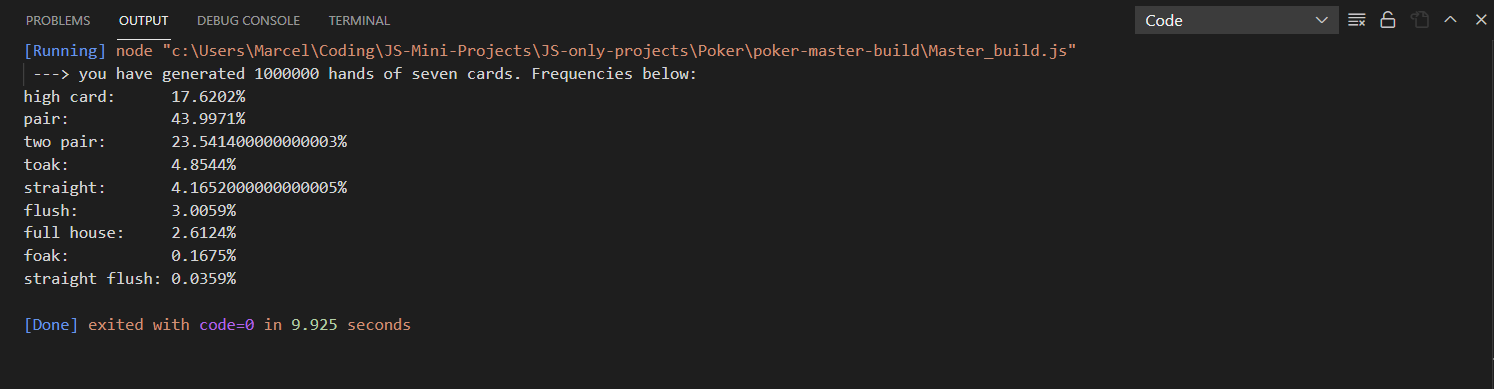 PROBLEMS OUTPUT DEBUG CONSOLE TERMINAL Code
[Running] node "c:\Users\Marcel\Coding\JS-Mini-Projects\JS-only-projects\Poker\poker-master-build\Master_build.js"
---> you have generated 1000000 hands of seven cards. Frequencies below:
high card: 17.6202%
pair: 43.9971%
two pair: 23.541400000000003%
toak: 4.8544%
straight: 4.1652000000000005%
flush: 3.0059%
full house: 2.6124%
foak: 0.1675%
straight flush: 0.0359%
[Done] exited with code=0 in 9.925 seconds